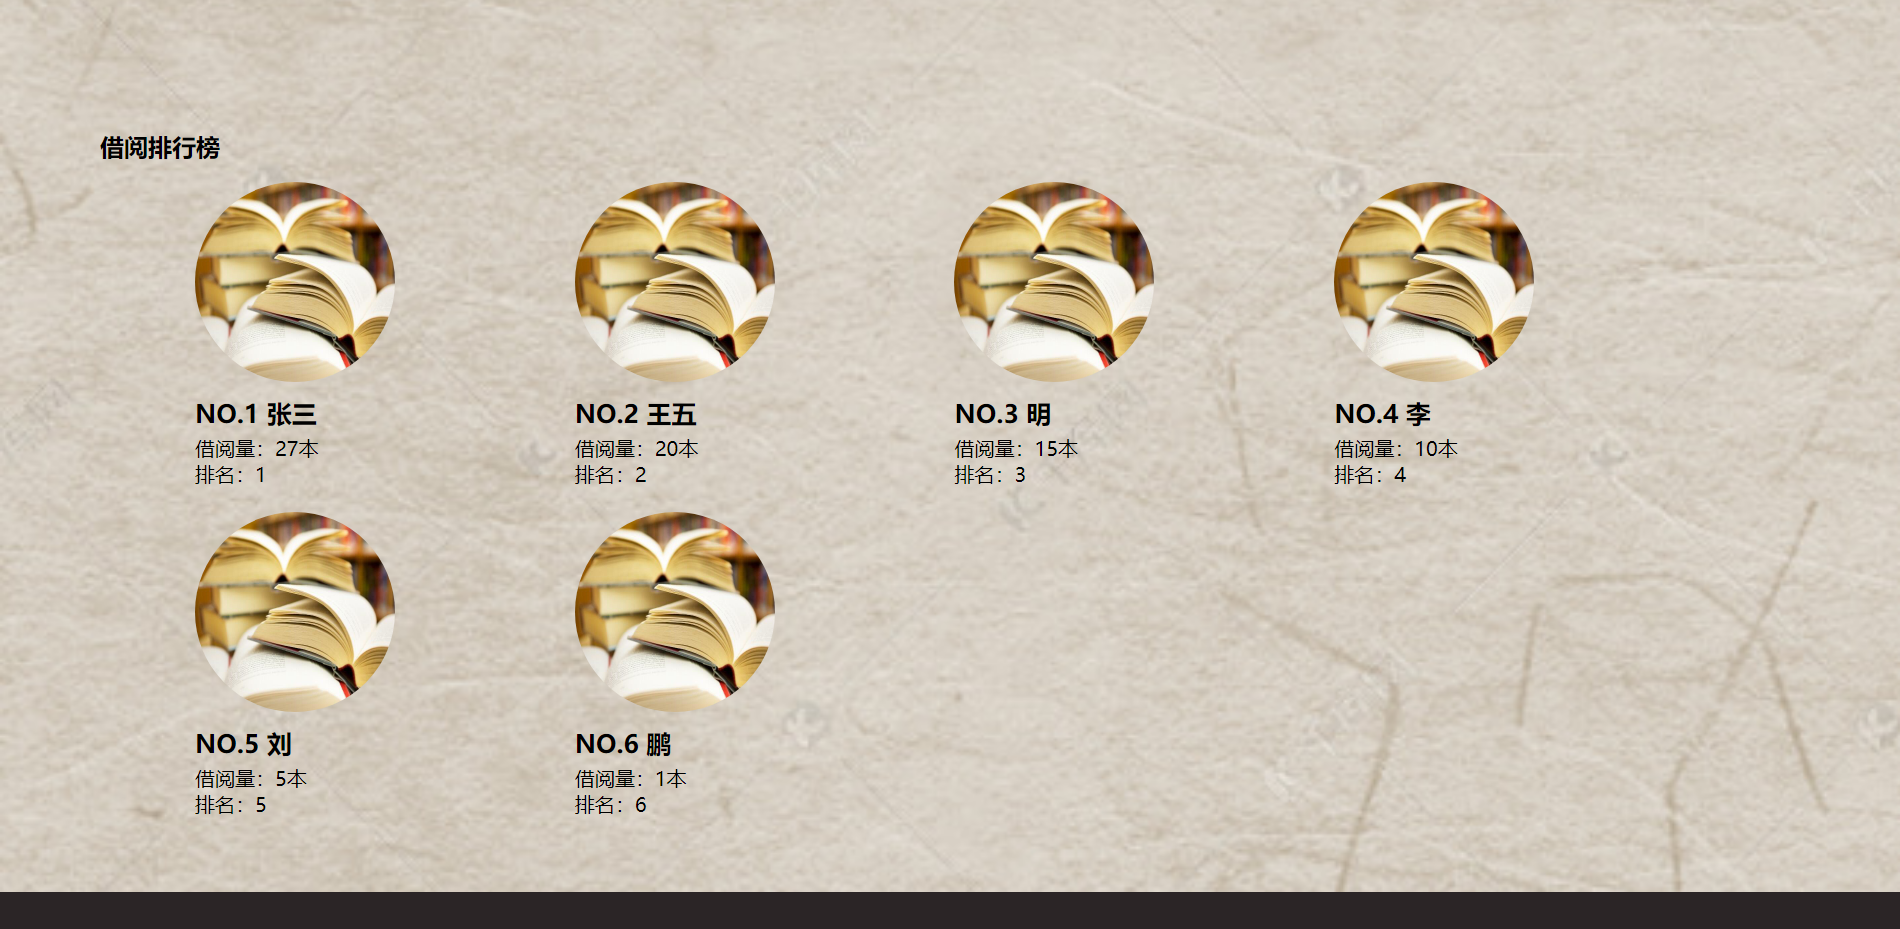 借阅排行榜
NO.1 张三
借阅量：27本
排名：1
NO.2 王五
借阅量：20本
排名：2
NO.3 明
借阅量：15本
排名：3
NO.4 李
借阅量：10本
排名：4
NO.5 刘
借阅量：5本
排名：5
NO.6 鹏
借阅量：1本
排名：6